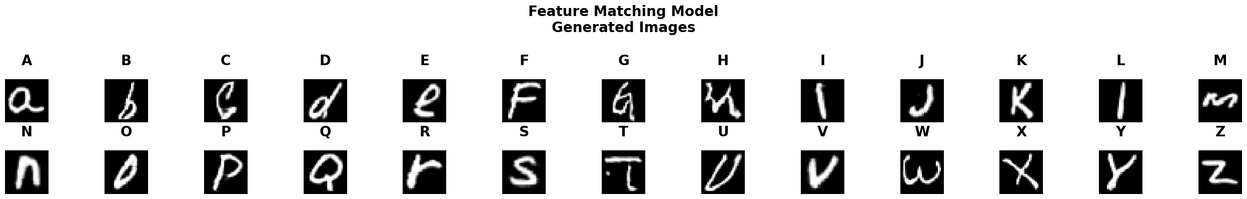 Feature Matching Model
Generated Images
A B C D E F G H I J K L M
a b C d e F G H I J K l m
N O P Q R S T U V W X Y Z
n O P Q r S T U V W X Y Z